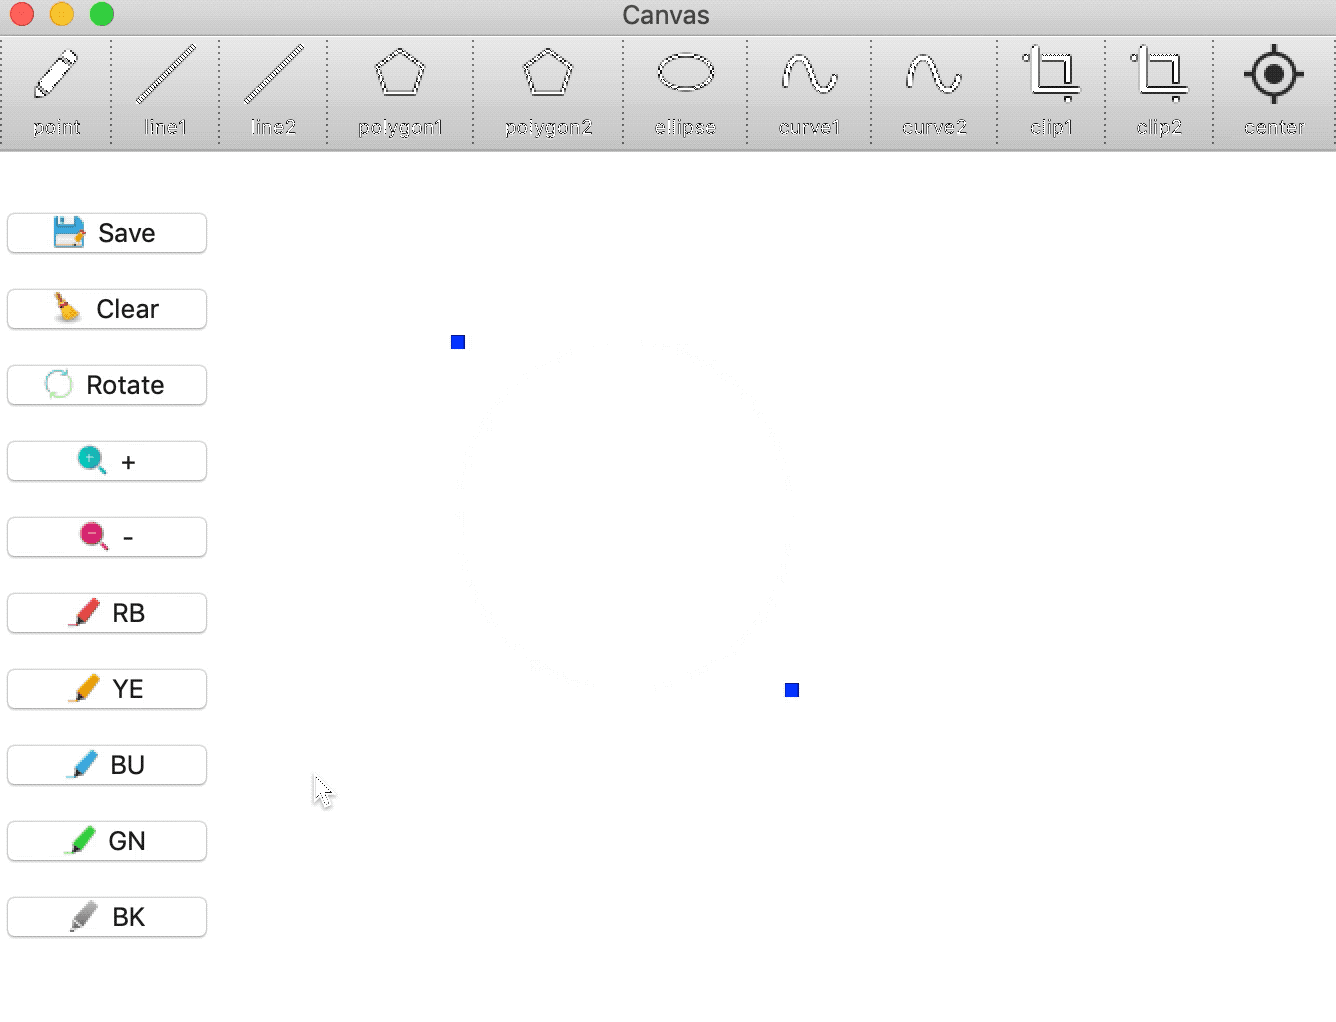 Canvas
point line1 line2 polygon1 polygon2 ellipse curve1 curve2 clip1 clip2 center
Save
Clear
Rotate
+
-
RB
YE
BU
GN
BK